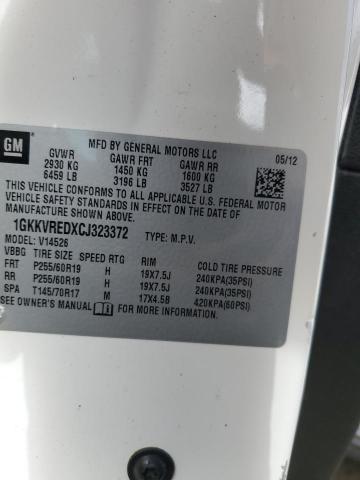 GM
MFD BY GENERAL MOTORS LLC 05/12
GVWR GAWR FRT GAWR RR
2930 KG 1450 KG 1600 KG
6459 LB 3196 LB 3527 LB
THIS VEHICLE CONFORMS TO ALL APPLICABLE U.S. FEDERAL MOTOR
VEHICLE SAFETY STANDARDS IN EFFECT ON THE DATE OF
MANUFACTURE SHOWN ABOVE.
1GKKVREDXCJ323372 TYPE: M.P.V.
MODEL: V14526
VBBG TIRE SIZE SPEED RTG RIM COLD TIRE PRESSURE
FRT P255/60R19 H 19X7.5J 240KPA(35PSI)
RR P255/60R19 H 19X7.5J 240KPA(35PSI)
SPA T145/70R17 M 17X4.5B 420KPA(60PSI)
SEE OWNER'S MANUAL FOR MORE INFORMATION.